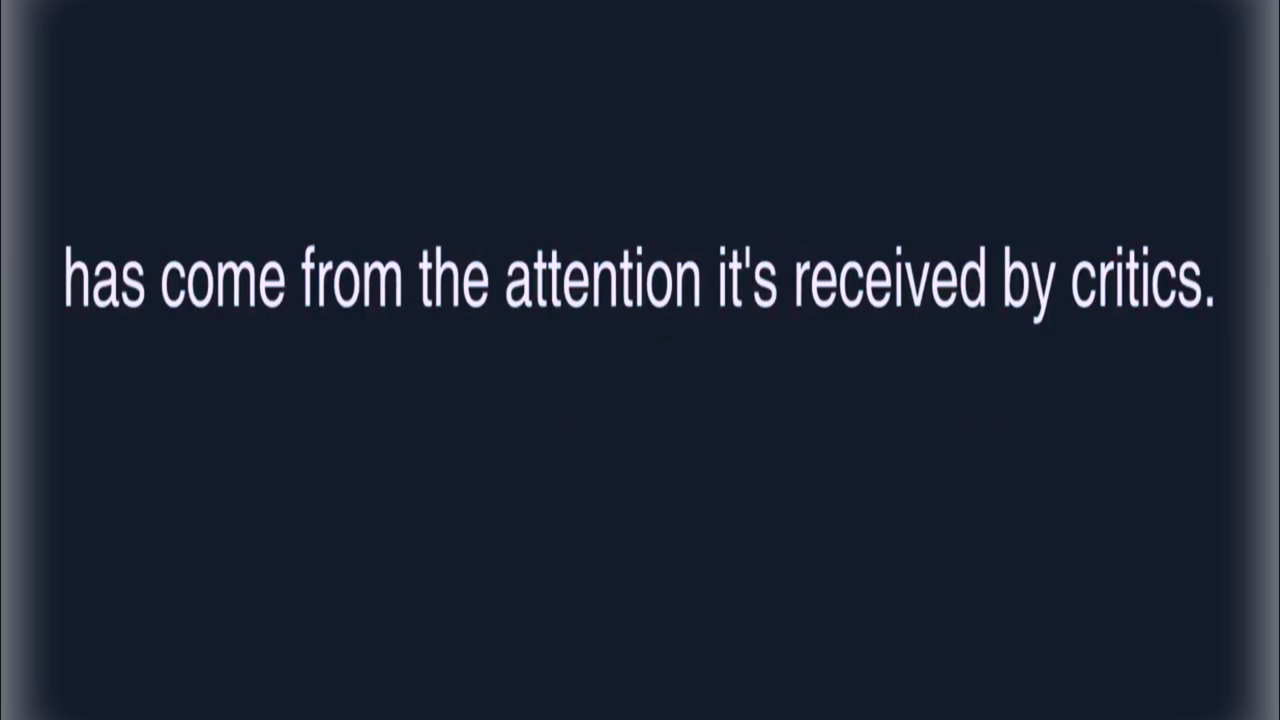 has come from the attention it's received by critics.